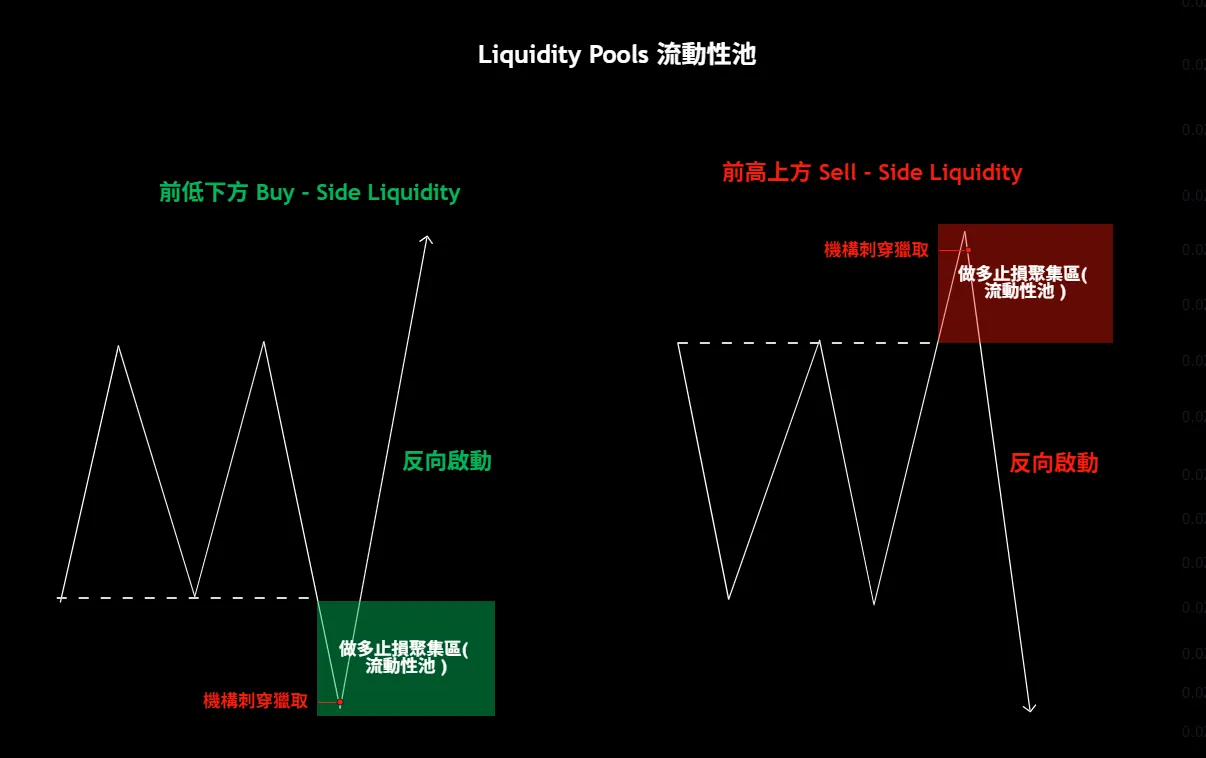 Liquidity Pools 流動性池
前低下方 Buy - Side Liquidity
前高上方 Sell - Side Liquidity
機構刺穿獵取
做多止損聚集區(
流動性池 )
反向啟動
反向啟動
做多止損聚集區(
流動性池 )
機構刺穿獵取